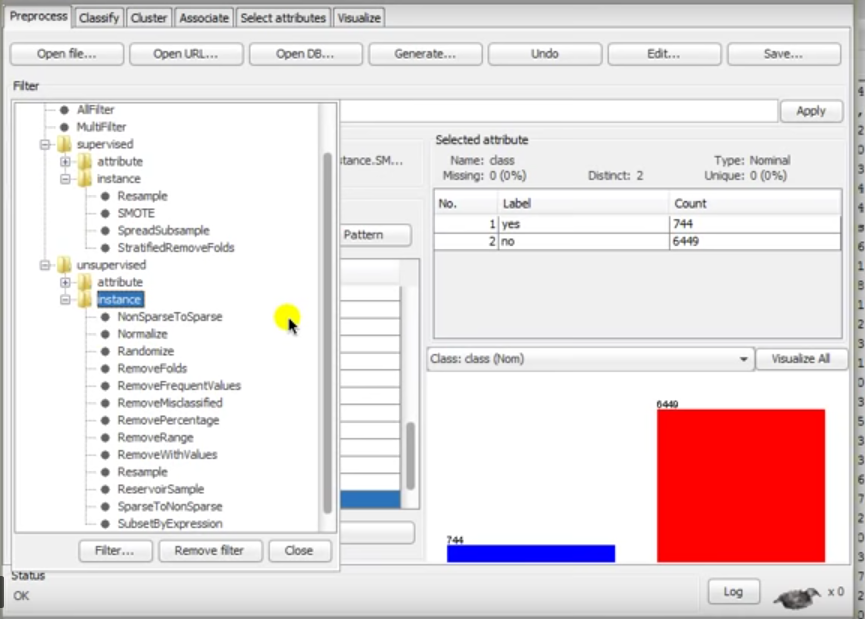 Preprocess Classify Cluster Associate Select attributes Visualize
Open file... Open URL... Open DB... Generate... Undo Edit... Save...
Filter
Apply
AllFilter
MultiFilter
supervised
attribute
instance
Resample
SMOTE
SpreadSubsample
StratifiedRemoveFolds
unsupervised
attribute
instance
NonSparseToSparse
Normalize
Randomize
RemoveFolds
RemoveFrequentValues
RemoveMisclassified
RemovePercentage
RemoveRange
RemoveWithValues
Resample
ReservoirSample
SparseToNonSparse
SubsetByExpression
Filter... Remove filter Close
stance.SM...
Pattern
Selected attribute
Name: class Type: Nominal
Missing: 0 (0%) Distinct: 2 Unique: 0 (0%)
No. Label Count
1 yes 744
2 no 6449
Class: class (Nom) Visualize All
6449
744
Status
OK
Log x 0